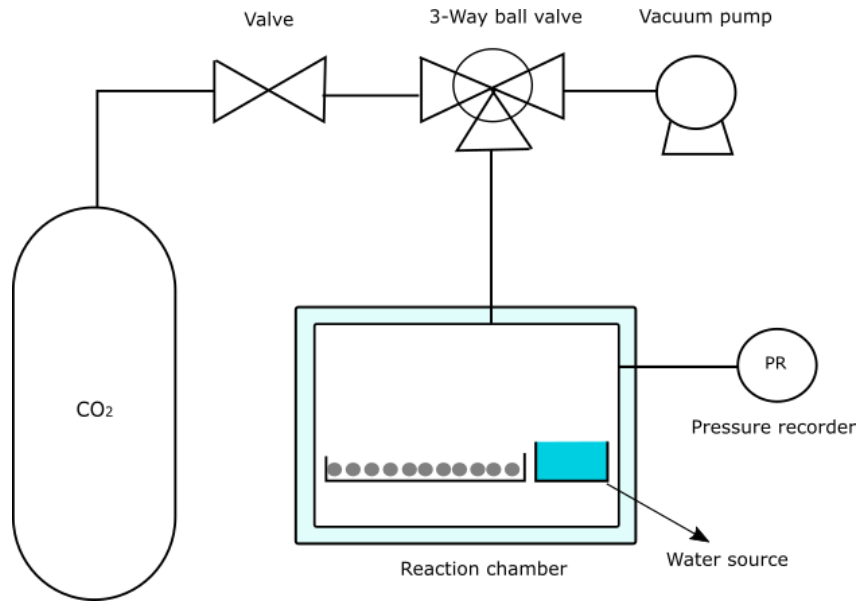 Valve
3-Way ball valve
Vacuum pump
CO₂
PR
Pressure recorder
Water source
Reaction chamber